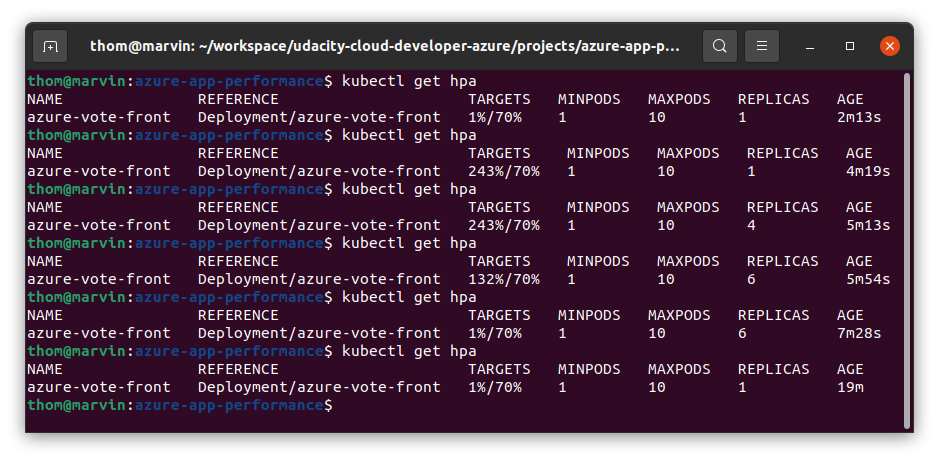 thom@marvin: ~/workspace/udacity-cloud-developer-azure/projects/azure-app-p...
thom@marvin:azure-app-performance$ kubectl get hpa
NAME REFERENCE TARGETS MINPODS MAXPODS REPLICAS AGE
azure-vote-front Deployment/azure-vote-front 1%/70% 1 10 1 2m13s
thom@marvin:azure-app-performance$ kubectl get hpa
NAME REFERENCE TARGETS MINPODS MAXPODS REPLICAS AGE
azure-vote-front Deployment/azure-vote-front 243%/70% 1 10 1 4m19s
thom@marvin:azure-app-performance$ kubectl get hpa
NAME REFERENCE TARGETS MINPODS MAXPODS REPLICAS AGE
azure-vote-front Deployment/azure-vote-front 243%/70% 1 10 4 5m13s
thom@marvin:azure-app-performance$ kubectl get hpa
NAME REFERENCE TARGETS MINPODS MAXPODS REPLICAS AGE
azure-vote-front Deployment/azure-vote-front 132%/70% 1 10 6 5m54s
thom@marvin:azure-app-performance$ kubectl get hpa
NAME REFERENCE TARGETS MINPODS MAXPODS REPLICAS AGE
azure-vote-front Deployment/azure-vote-front 1%/70% 1 10 6 7m28s
thom@marvin:azure-app-performance$ kubectl get hpa
NAME REFERENCE TARGETS MINPODS MAXPODS REPLICAS AGE
azure-vote-front Deployment/azure-vote-front 1%/70% 1 10 1 19m
thom@marvin:azure-app-performance$